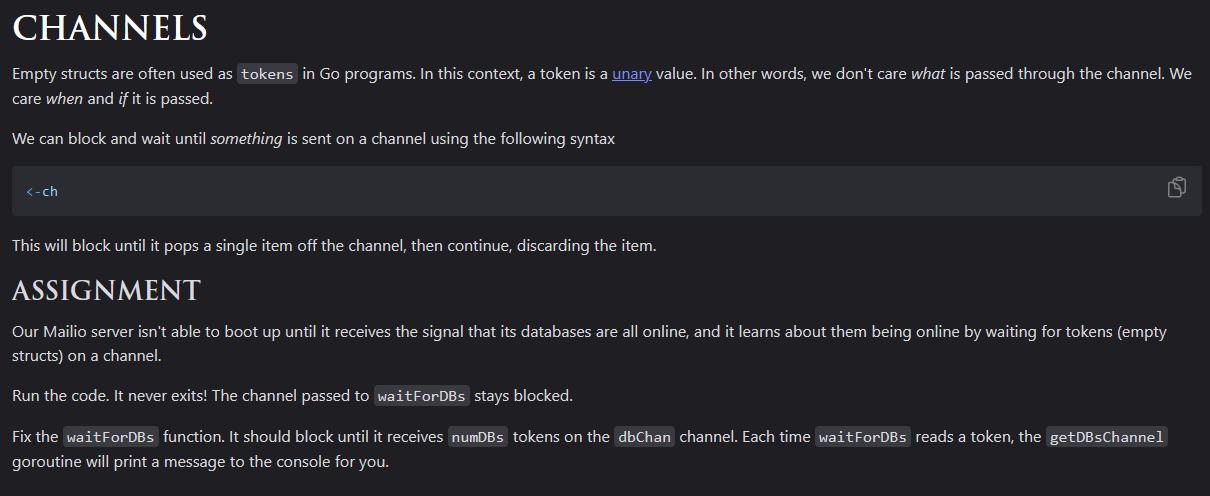 CHANNELS
Empty structs are often used as tokens in Go programs. In this context, a token is a unary value. In other words, we don't care what is passed through the channel. We
care when and if it is passed.
We can block and wait until something is sent on a channel using the following syntax
<-ch
This will block until it pops a single item off the channel, then continue, discarding the item.
ASSIGNMENT
Our Mailio server isn't able to boot up until it receives the signal that its databases are all online, and it learns about them being online by waiting for tokens (empty
structs) on a channel.
Run the code. It never exits! The channel passed to waitForDBs stays blocked.
Fix the waitForDBs function. It should block until it receives numDBs tokens on the dbChan channel. Each time waitForDBs reads a token, the getDBsChannel
goroutine will print a message to the console for you.